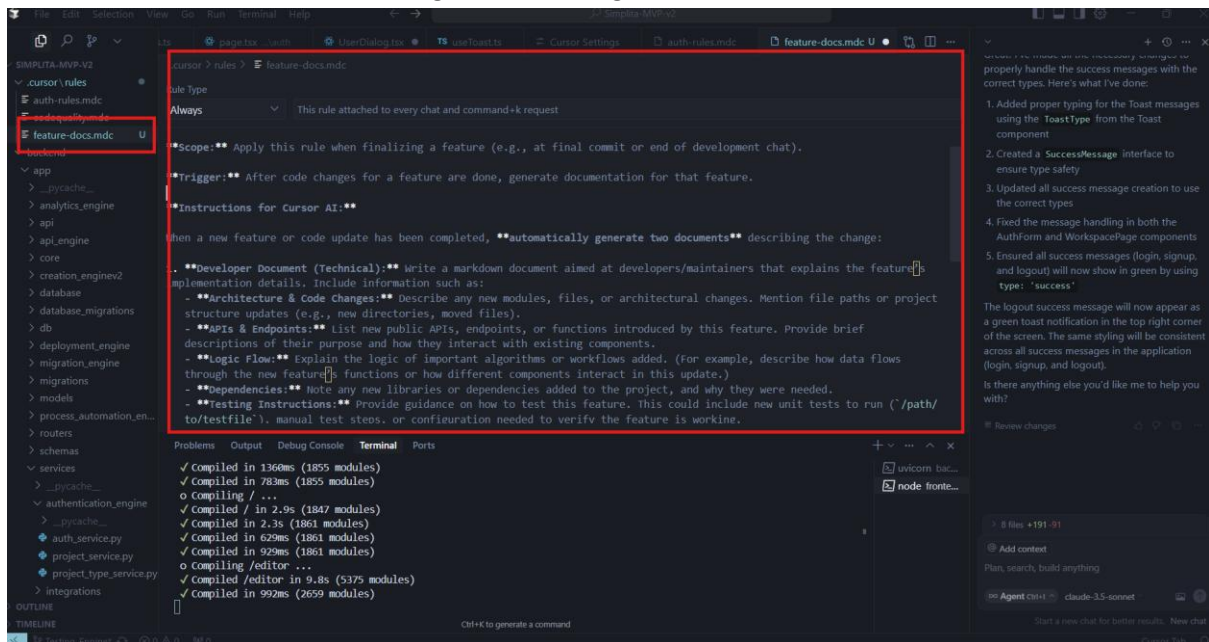 File Edit Selection View Go Run Terminal Help
Simplita-MVP-v2
.ts
page.tsx ...\auth
UserDialog.tsx
TS useToast.ts
Cursor Settings
auth-rules.mdc
feature-docs.mdc U
SIMPLITA-MVP-V2
.cursor\rules
auth-rules.mdc
codequality.mdc
feature-docs.mdc U
backend
app
__pycache__
analytics_engine
api
api_engine
core
creation_enginev2
database
database_migrations
db
deployment_engine
migration_engine
migrations
models
process_automation_en...
routers
schemas
services
__pycache__
authentication_engine
auth_service.py
project_service.py
project_type_service.py
integrations
OUTLINE
TIMELINE
.cursor > rules > feature-docs.mdc
Rule Type
Always
This rule attached to every chat and command+k request
**Scope:** Apply this rule when finalizing a feature (e.g., at final commit or end of development chat).
**Trigger:** After code changes for a feature are done, generate documentation for that feature.
**Instructions for Cursor AI:**
When a new feature or code update has been completed, **automatically generate two documents** describing the change:
1. **Developer Document (Technical):** Write a markdown document aimed at developers/maintainers that explains the feature’s
implementation details. Include information such as:
- **Architecture & Code Changes:** Describe any new modules, files, or architectural changes. Mention file paths or project
structure updates (e.g., new directories, moved files).
- **APIs & Endpoints:** List new public APIs, endpoints, or functions introduced by this feature. Provide brief
descriptions of their purpose and how they interact with existing components.
- **Logic Flow:** Explain the logic of important algorithms or workflows added. (For example, describe how data flows
through the new feature’s functions or how different components interact in this update.)
- **Dependencies:** Note any new libraries or dependencies added to the project, and why they were needed.
- **Testing Instructions:** Provide guidance on how to test this feature. This could include new unit tests to run (`/path/
to/testfile`), manual test steps, or configuration needed to verify the feature is working.
Problems Output Debug Console Terminal Ports
✓ Compiled in 1360ms (1855 modules)
✓ Compiled in 783ms (1855 modules)
o Compiling / ...
✓ Compiled / in 2.9s (1847 modules)
✓ Compiled in 2.3s (1861 modules)
✓ Compiled in 629ms (1861 modules)
✓ Compiled in 929ms (1861 modules)
o Compiling /editor ...
✓ Compiled /editor in 9.8s (5375 modules)
✓ Compiled in 992ms (2659 modules)
uvicorn bac...
node fronte...
Ctrl+K to generate a command
properly handle the success messages with the
correct types. Here's what I've done:
1. Added proper typing for the Toast messages
using the ToastType from the Toast
component
2. Created a SuccessMessage interface to
ensure type safety
3. Updated all success message creation to use
the correct types
4. Fixed the message handling in both the
AuthForm and WorkspacePage components
5. Ensured all success messages (login, signup,
and logout) will now show in green by using
type: 'success'
The logout success message will now appear as
a green toast notification in the top right corner
of the screen. The same styling will be consistent
across all success messages in the application
(login, signup, and logout).
Is there anything else you'd like me to help you
with?
Review changes
8 files +191 -91
Add context
Plan, search, build anything
Agent Ctrl+I
claude-3.5-sonnet
Start a new chat for better results. New chat
Cursor Tab